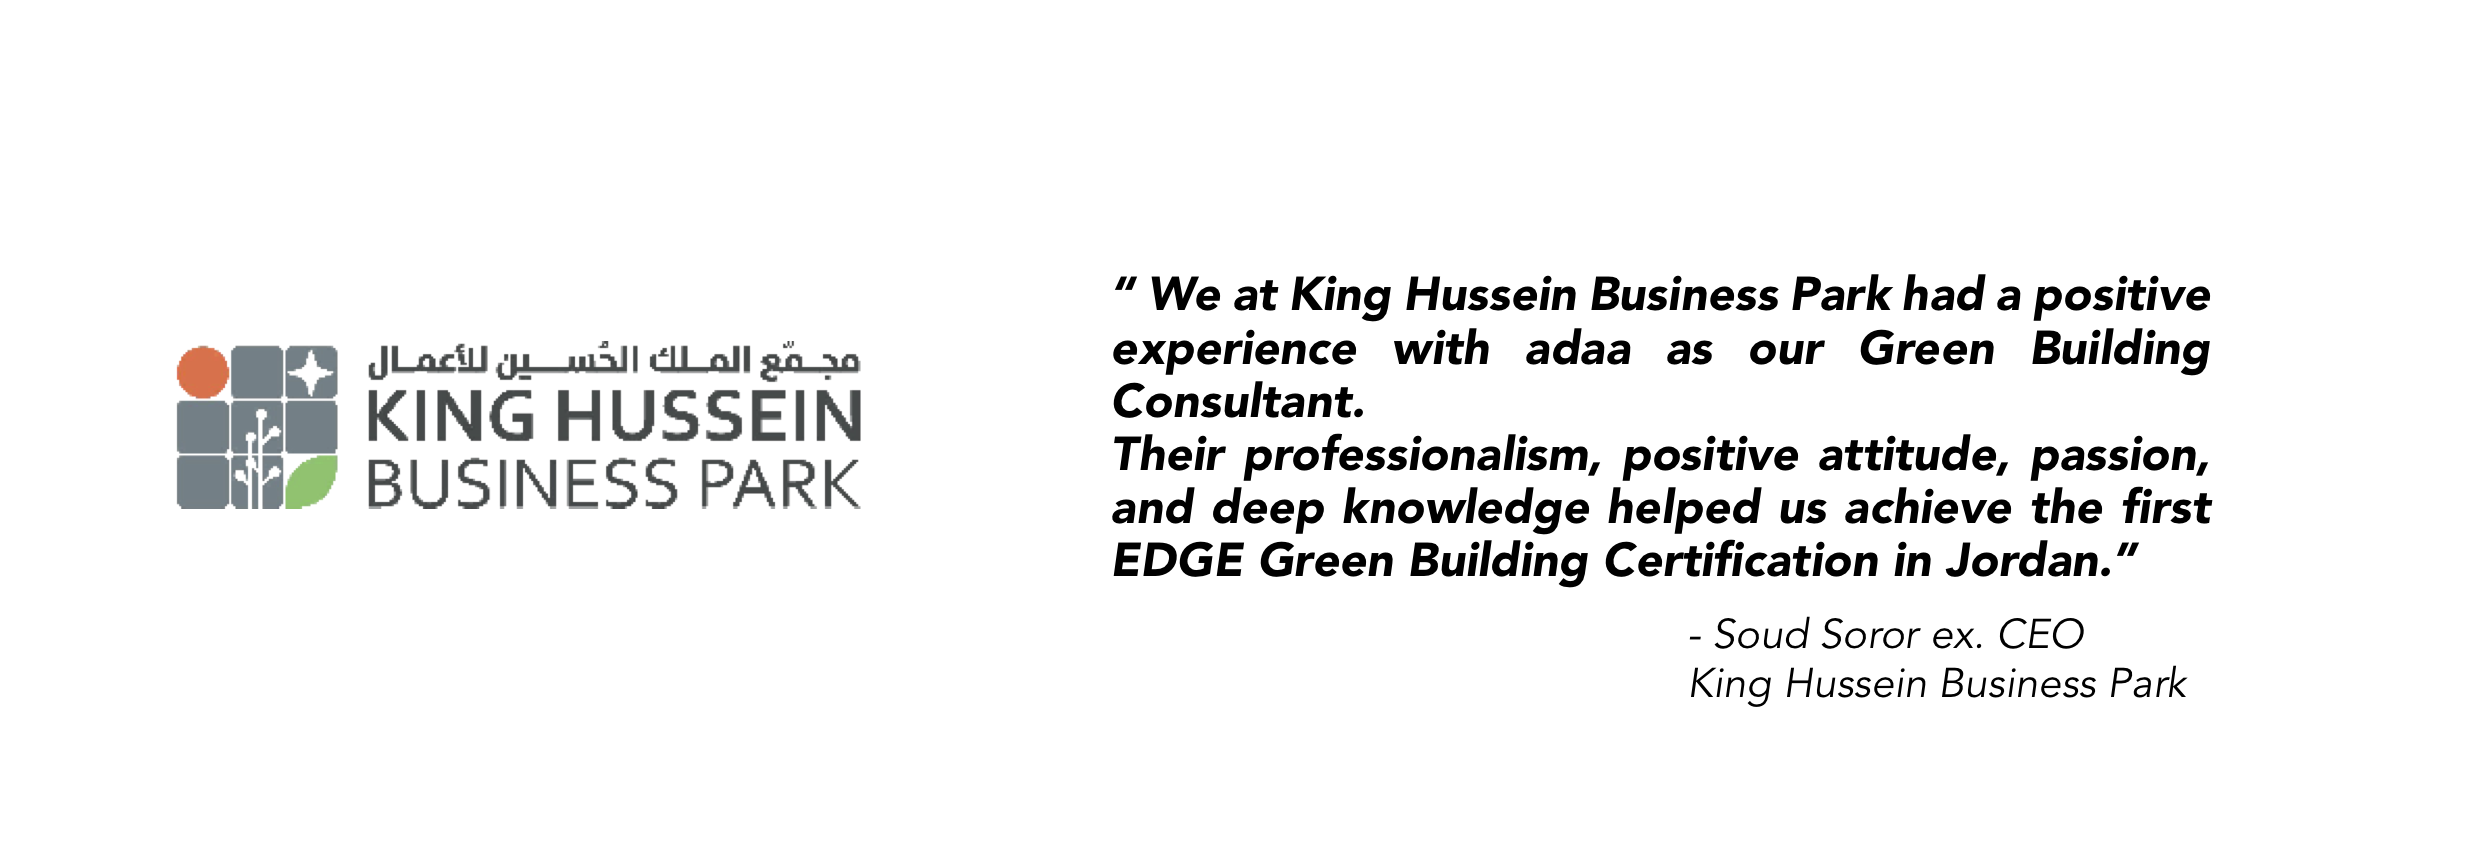 مجمّع الملك الحُسين للأعمال
KING HUSSEIN
BUSINESS PARK
“ We at King Hussein Business Park had a positive
experience with adaa as our Green Building
Consultant.
Their professionalism, positive attitude, passion,
and deep knowledge helped us achieve the first
EDGE Green Building Certification in Jordan.”
- Soud Soror ex. CEO
King Hussein Business Park